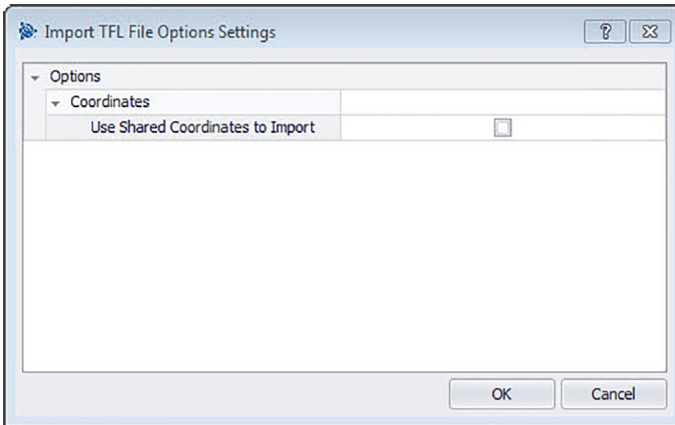 Import TFL File Options Settings
Options
Coordinates
Use Shared Coordinates to Import
OK Cancel